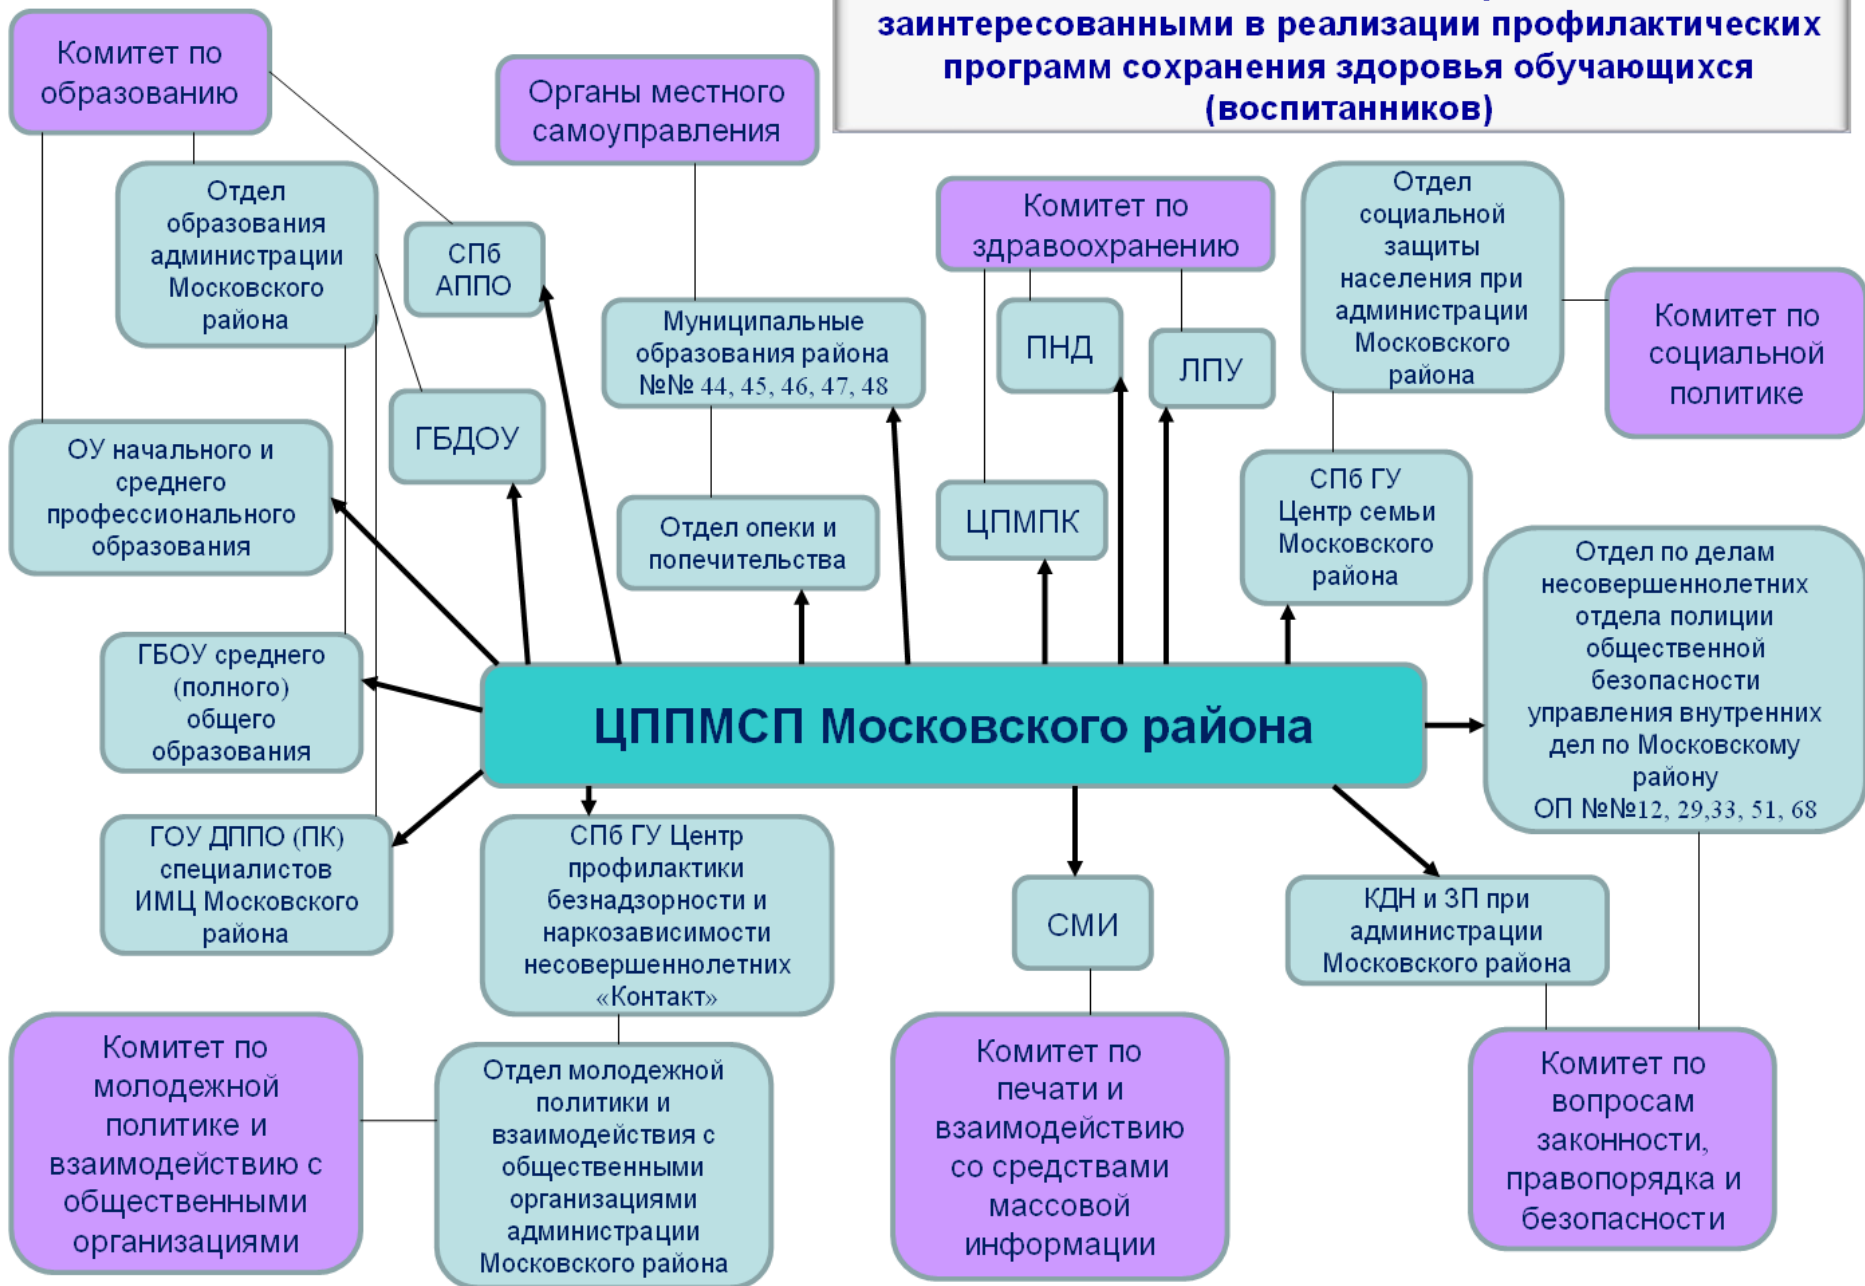 заинтересованными в реализации профилактических
программ сохранения здоровья обучающихся
(воспитанников)
Комитет по
образованию
Органы местного
самоуправления
Отдел
образования
администрации
Московского
района
СПб
АППО
Комитет по
здравоохранению
Отдел
социальной
защиты
населения при
администрации
Московского
района
Комитет по
социальной
политике
Муниципальные
образования района
№№ 44, 45, 46, 47, 48
ПНД
ЛПУ
ГБДОУ
ОУ начального и
среднего
профессионального
образования
Отдел опеки и
попечительства
ЦПМПК
СПб ГУ
Центр семьи
Московского
района
Отдел по делам
несовершеннолетних
отдела полиции
общественной
безопасности
управления внутренних
дел по Московскому
району
ОП №№12, 29,33, 51, 68
ГБОУ среднего
(полного)
общего
образования
ЦППМСП Московского района
ГОУ ДППО (ПК)
специалистов
ИМЦ Московского
района
СПб ГУ Центр
профилактики
безнадзорности и
наркозависимости
несовершеннолетних
«Контакт»
СМИ
КДН и ЗП при
администрации
Московского района
Комитет по
молодежной
политике и
взаимодействию с
общественными
организациями
Отдел молодежной
политики и
взаимодействия с
общественными
организациями
администрации
Московского района
Комитет по
печати и
взаимодействию
со средствами
массовой
информации
Комитет по
вопросам
законности,
правопорядка и
безопасности